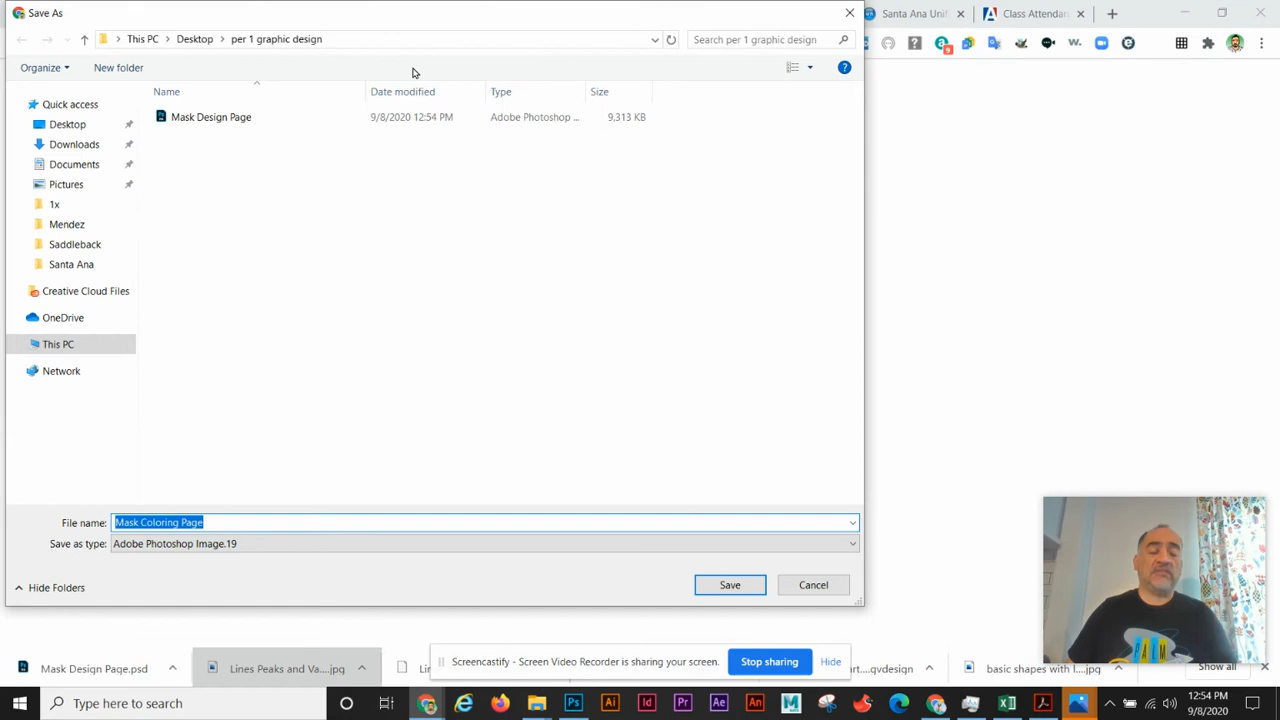 Save As
Santa Ana Unif
Class Attendar
This PC
Desktop
per 1 graphic design
Search per 1 graphic design
9
Organize
New folder
Name
Date modified
Type
Size
Quick access
Mask Design Page
9/8/2020 12:54 PM
Adobe Photoshop ...
9,313 KB
Desktop
Downloads
Documents
Pictures
1x
Mendez
Saddleback
Santa Ana
Creative Cloud Files
OneDrive
This PC
Network
File name:
Mask Coloring Page
Save as type:
Adobe Photoshop Image.19
Hide Folders
Save
Cancel
Mask Design Page.psd
Lines Peaks and Va....jpg
Screencastify - Screen Video Recorder is sharing your screen.
Stop sharing
Hide
basic shapes with l....jpg
Show all
Type here to search
12:54 PM
9/8/2020